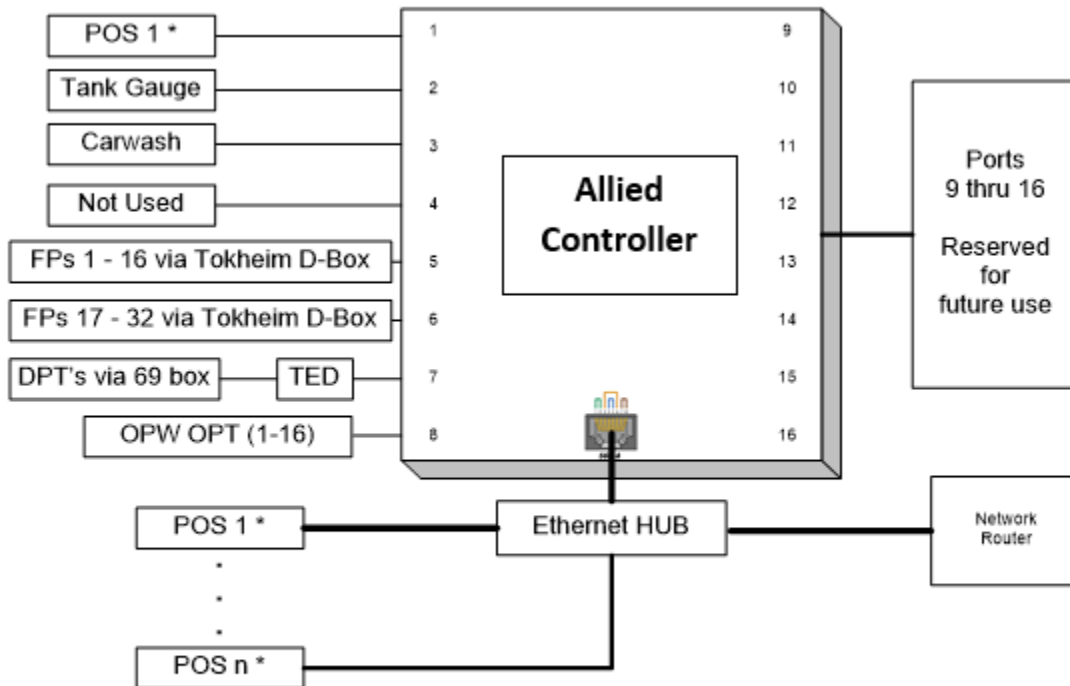 POS 1 *
Tank Gauge
Carwash
Not Used
FPs 1 - 16 via Tokheim D-Box
FPs 17 - 32 via Tokheim D-Box
DPT's via 69 box
TED
OPW OPT (1-16)
1
2
3
4
5
6
7
8
Allied
Controller
9
10
11
12
13
14
15
16
Ports
9 thru 16
Reserved
for
future use
POS 1 *
POS n *
Ethernet HUB
Network
Router